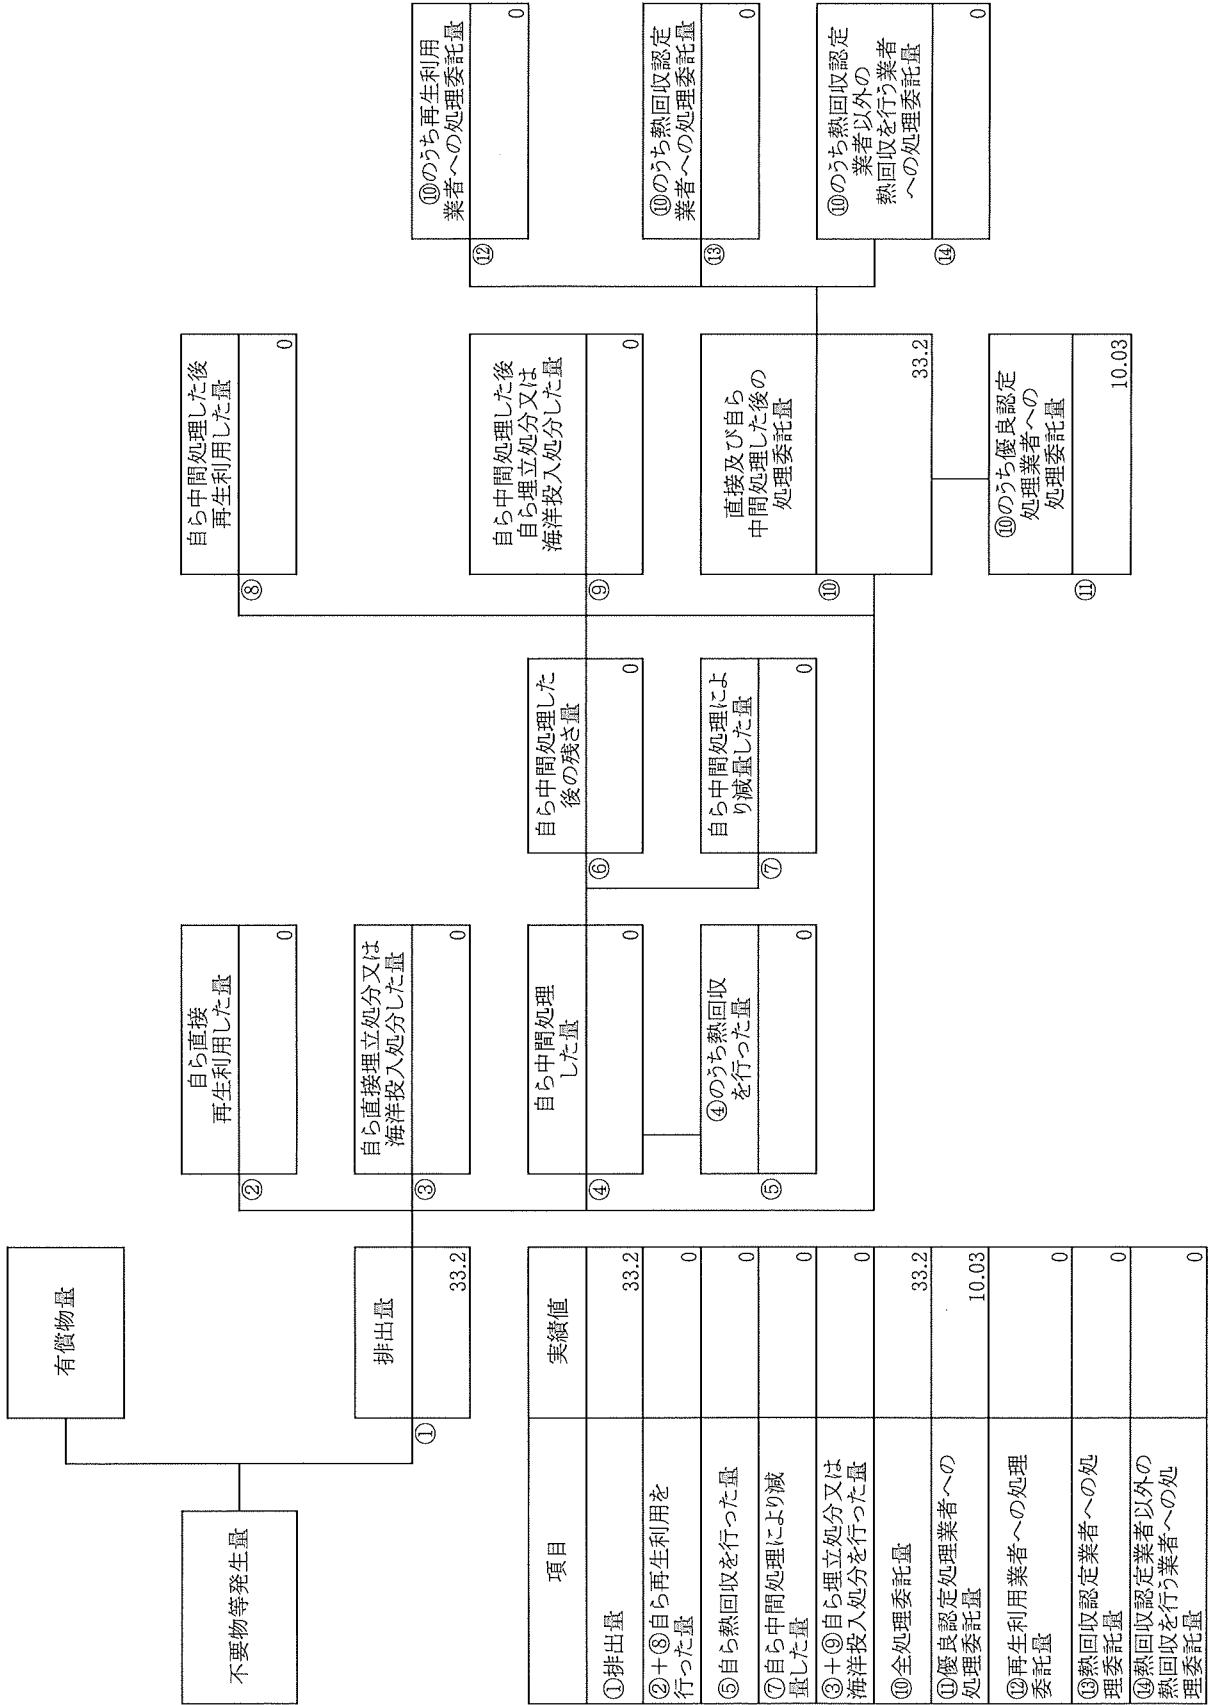 不要物等発生量
有償物量
①
排出量
33.2
②
自ら直接
再生利用した量
0
③
自ら直接埋立処分又は
海洋投入処分した量
0
④
自ら中間処理
した量
0
⑤
④のうち熱回収
を行った量
0
⑥
自ら中間処理した
後の残さ量
0
⑦
自ら中間処理によ
り減量した量
0
⑧
自ら中間処理した後
再生利用した量
0
⑨
自ら中間処理した後
自ら埋立処分又は
海洋投入処分した量
0
⑩
直接及び自ら
中間処理した後の
処理委託量
33.2
⑪
⑩のうち優良認定
処理業者への
処理委託量
10.03
⑫
⑩のうち再生利用
業者への処理委託量
0
⑬
⑩のうち熱回収認定
業者への処理委託量
0
⑭
⑩のうち熱回収認定
業者以外の
熱回収を行う業者
への処理委託量
0
項目
実績値
①排出量
33.2
②+⑧自ら再生利用を
行った量
0
⑤自ら熱回収を行った量
0
⑦自ら中間処理により減
量した量
0
③+⑨自ら埋立処分又は
海洋投入処分を行った量
0
⑩全処理委託量
33.2
⑪優良認定処理業者への
処理委託量
10.03
⑫再生利用業者への処理
委託量
0
⑬熱回収認定業者への処
理委託量
0
⑭熱回収認定業者以外の
熱回収を行う業者への処
理委託量
0